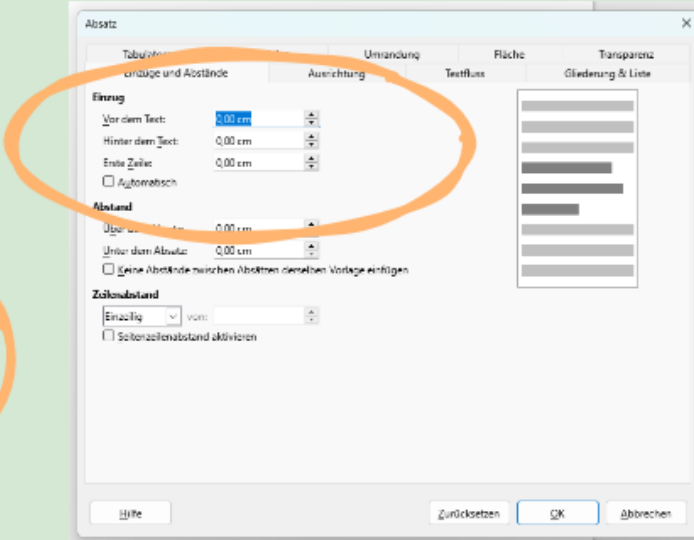 Absatz
Umrandung Fläche Transparenz
Einzüge und Abstände Ausrichtung Textfluss Gliederung & Liste
Einzug
Vor dem Text: 0,00 cm
Hinter dem Text: 0,00 cm
Erste Zeile: 0,00 cm
Automatisch
Abstand
0,00 cm
Unter dem Absatz: 0,00 cm
Keine Abstände zwischen Absätzen derselben Vorlage einfügen
Zeilenabstand
Einzeilig von:
Seitenzeilenabstand aktivieren
Hilfe Zurücksetzen OK Abbrechen